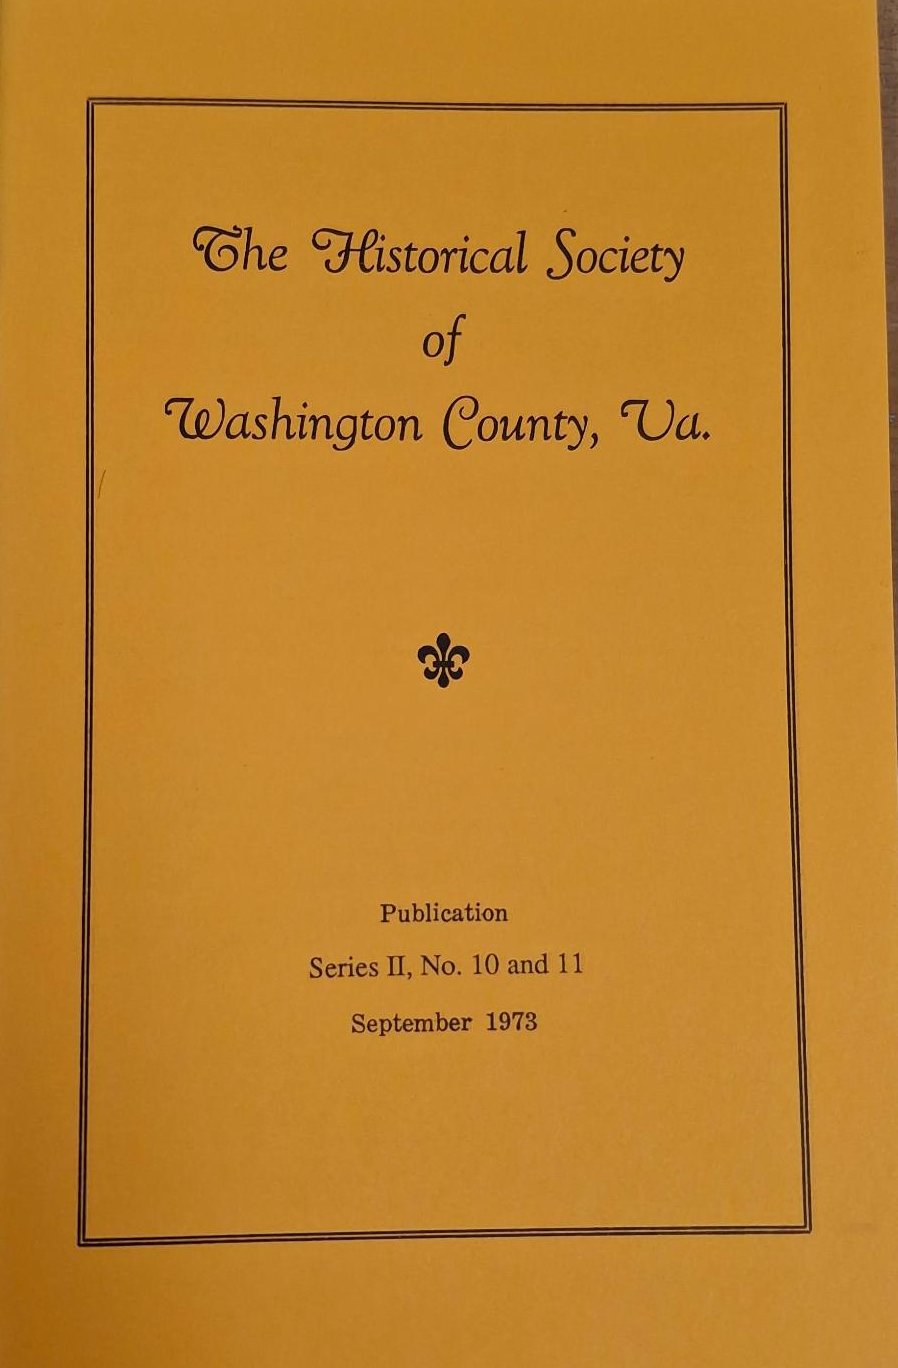 The Historical Society
of
Washington County, Va.
Publication
Series II, No. 10 and 11
September 1973